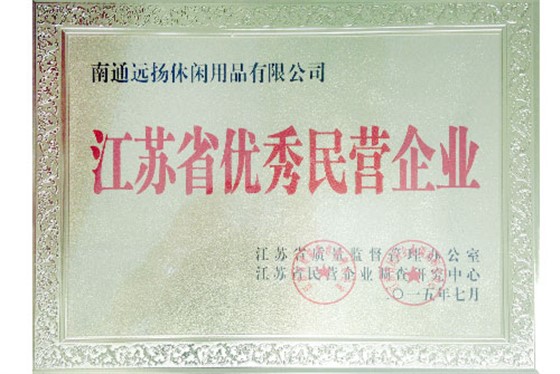 南通远扬休闲用品有限公司
江苏省优秀民营企业
江苏省质量监督管理办公室
江苏省民营企业调查研究中心
二〇一五年七月